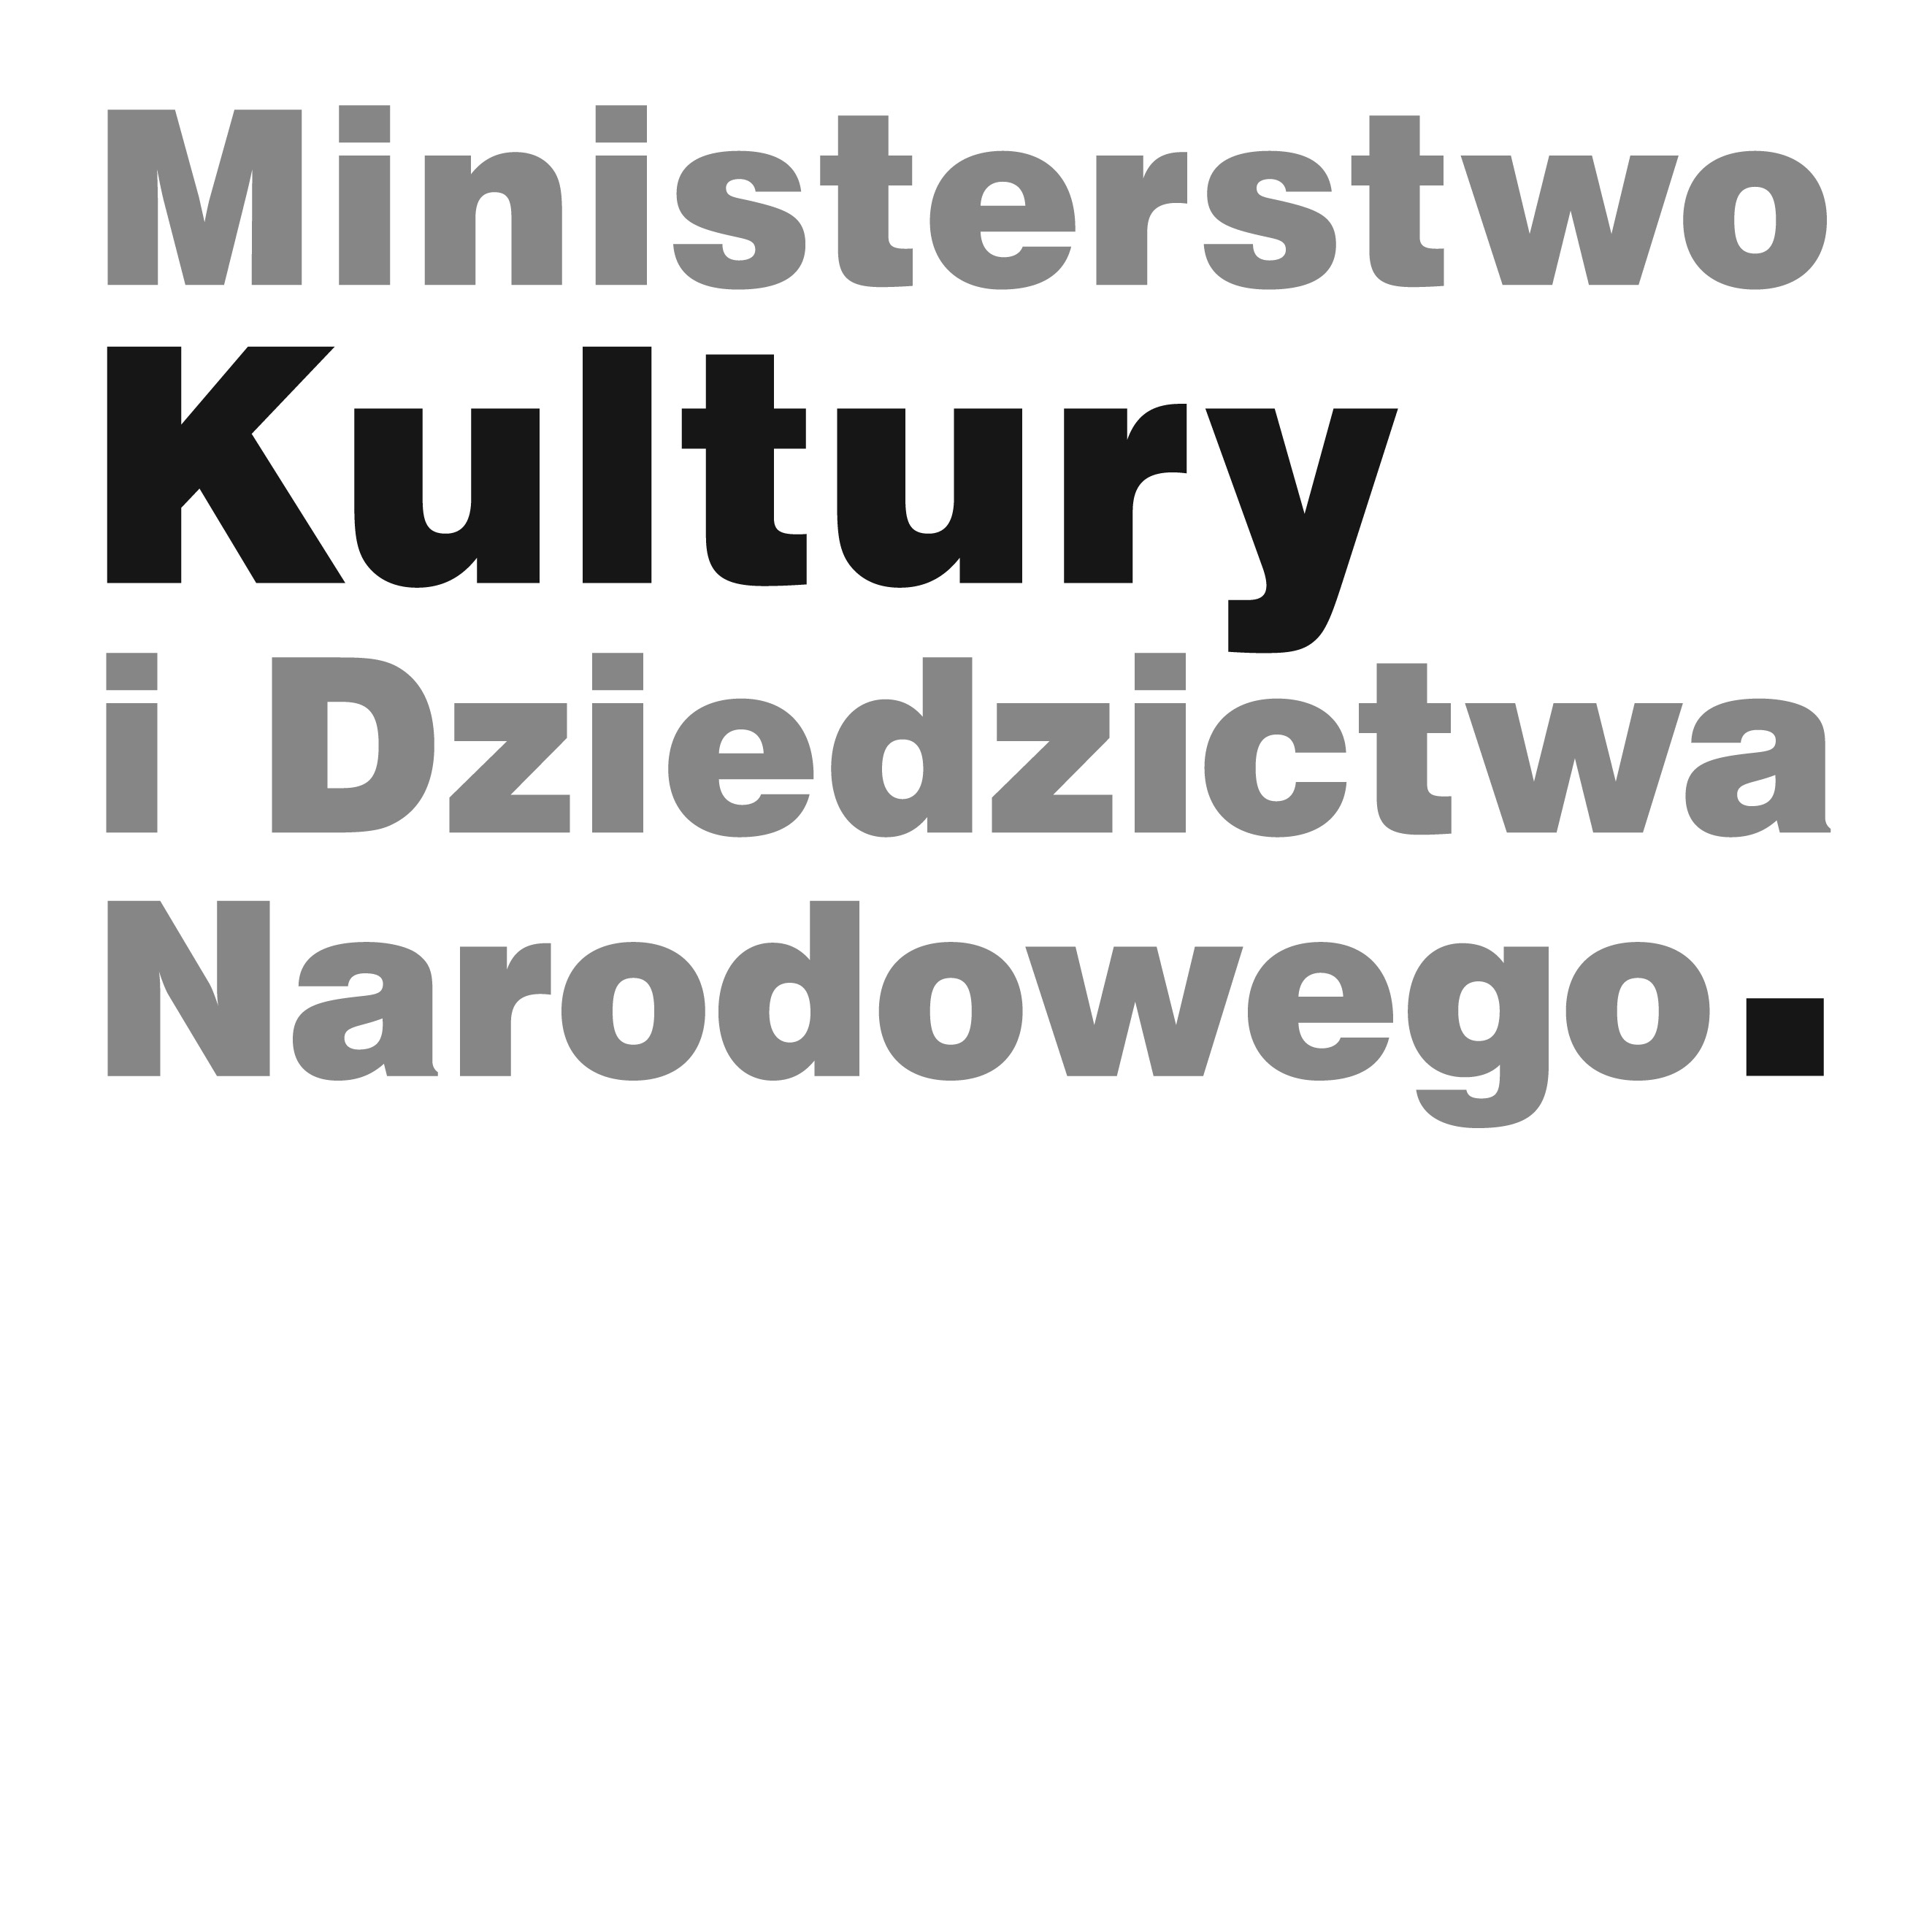 Ministerstwo
Kultury
i Dziedzictwa
Narodowego.